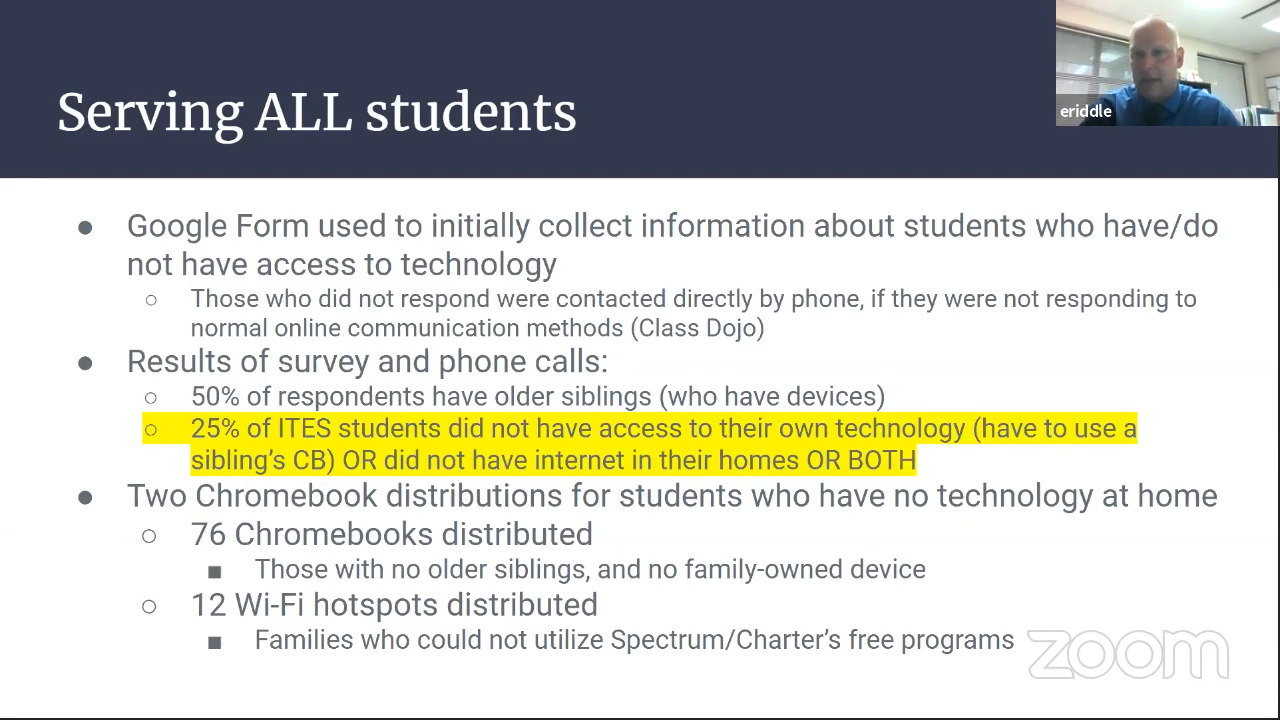 Serving ALL students
eriddle
● Google Form used to initially collect information about students who have/do
not have access to technology
○ Those who did not respond were contacted directly by phone, if they were not responding to
normal online communication methods (Class Dojo)
● Results of survey and phone calls:
○ 50% of respondents have older siblings (who have devices)
○ 25% of ITES students did not have access to their own technology (have to use a
sibling's CB) OR did not have internet in their homes OR BOTH
● Two Chromebook distributions for students who have no technology at home
○ 76 Chromebooks distributed
■ Those with no older siblings, and no family-owned device
○ 12 Wi-Fi hotspots distributed
■ Families who could not utilize Spectrum/Charter's free programs
zoom